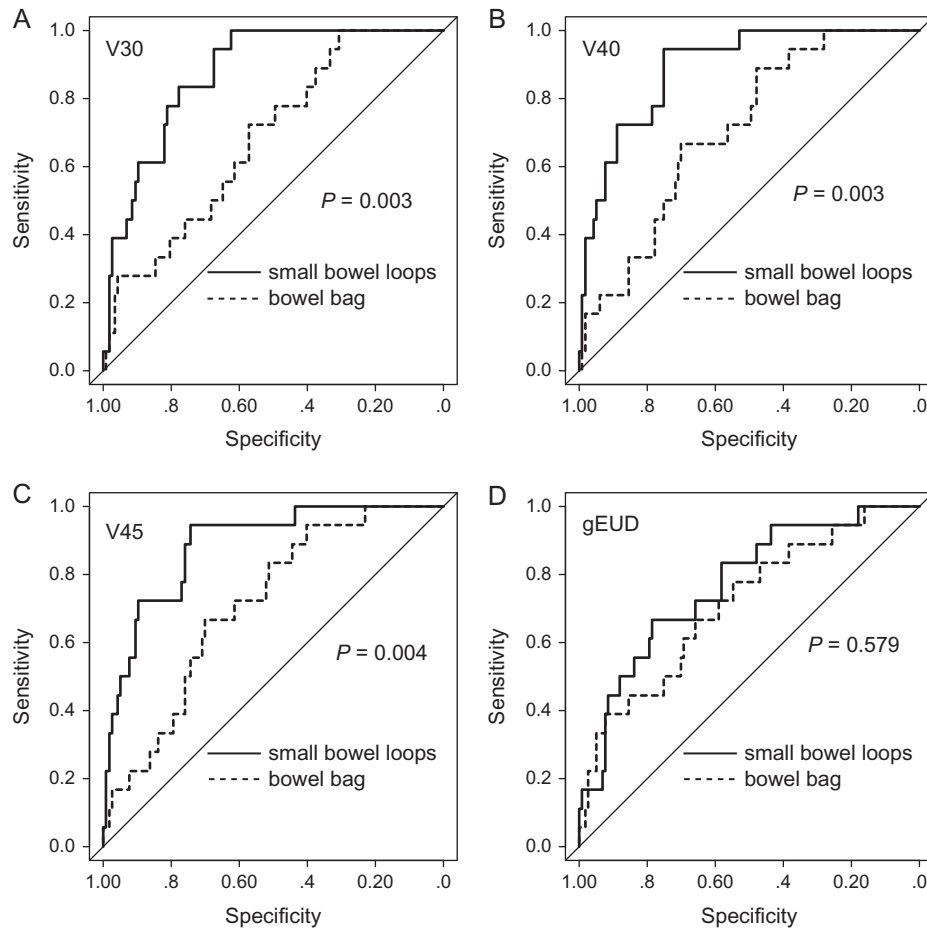 A
V30
1.0
0.8
0.6
0.4
0.2
0.0
Sensitivity
P = 0.003
small bowel loops
bowel bag
1.00 .8 0.60 .4 0.20 .0
Specificity
B
V40
1.0
0.8
0.6
0.4
0.2
0.0
Sensitivity
P = 0.003
small bowel loops
bowel bag
1.00 .8 0.60 .4 0.20 .0
Specificity
C
V45
1.0
0.8
0.6
0.4
0.2
0.0
Sensitivity
P = 0.004
small bowel loops
bowel bag
1.00 .8 0.60 .4 0.20 .0
Specificity
D
gEUD
1.0
0.8
0.6
0.4
0.2
0.0
Sensitivity
P = 0.579
small bowel loops
bowel bag
1.00 .8 0.60 .4 0.20 .0
Specificity